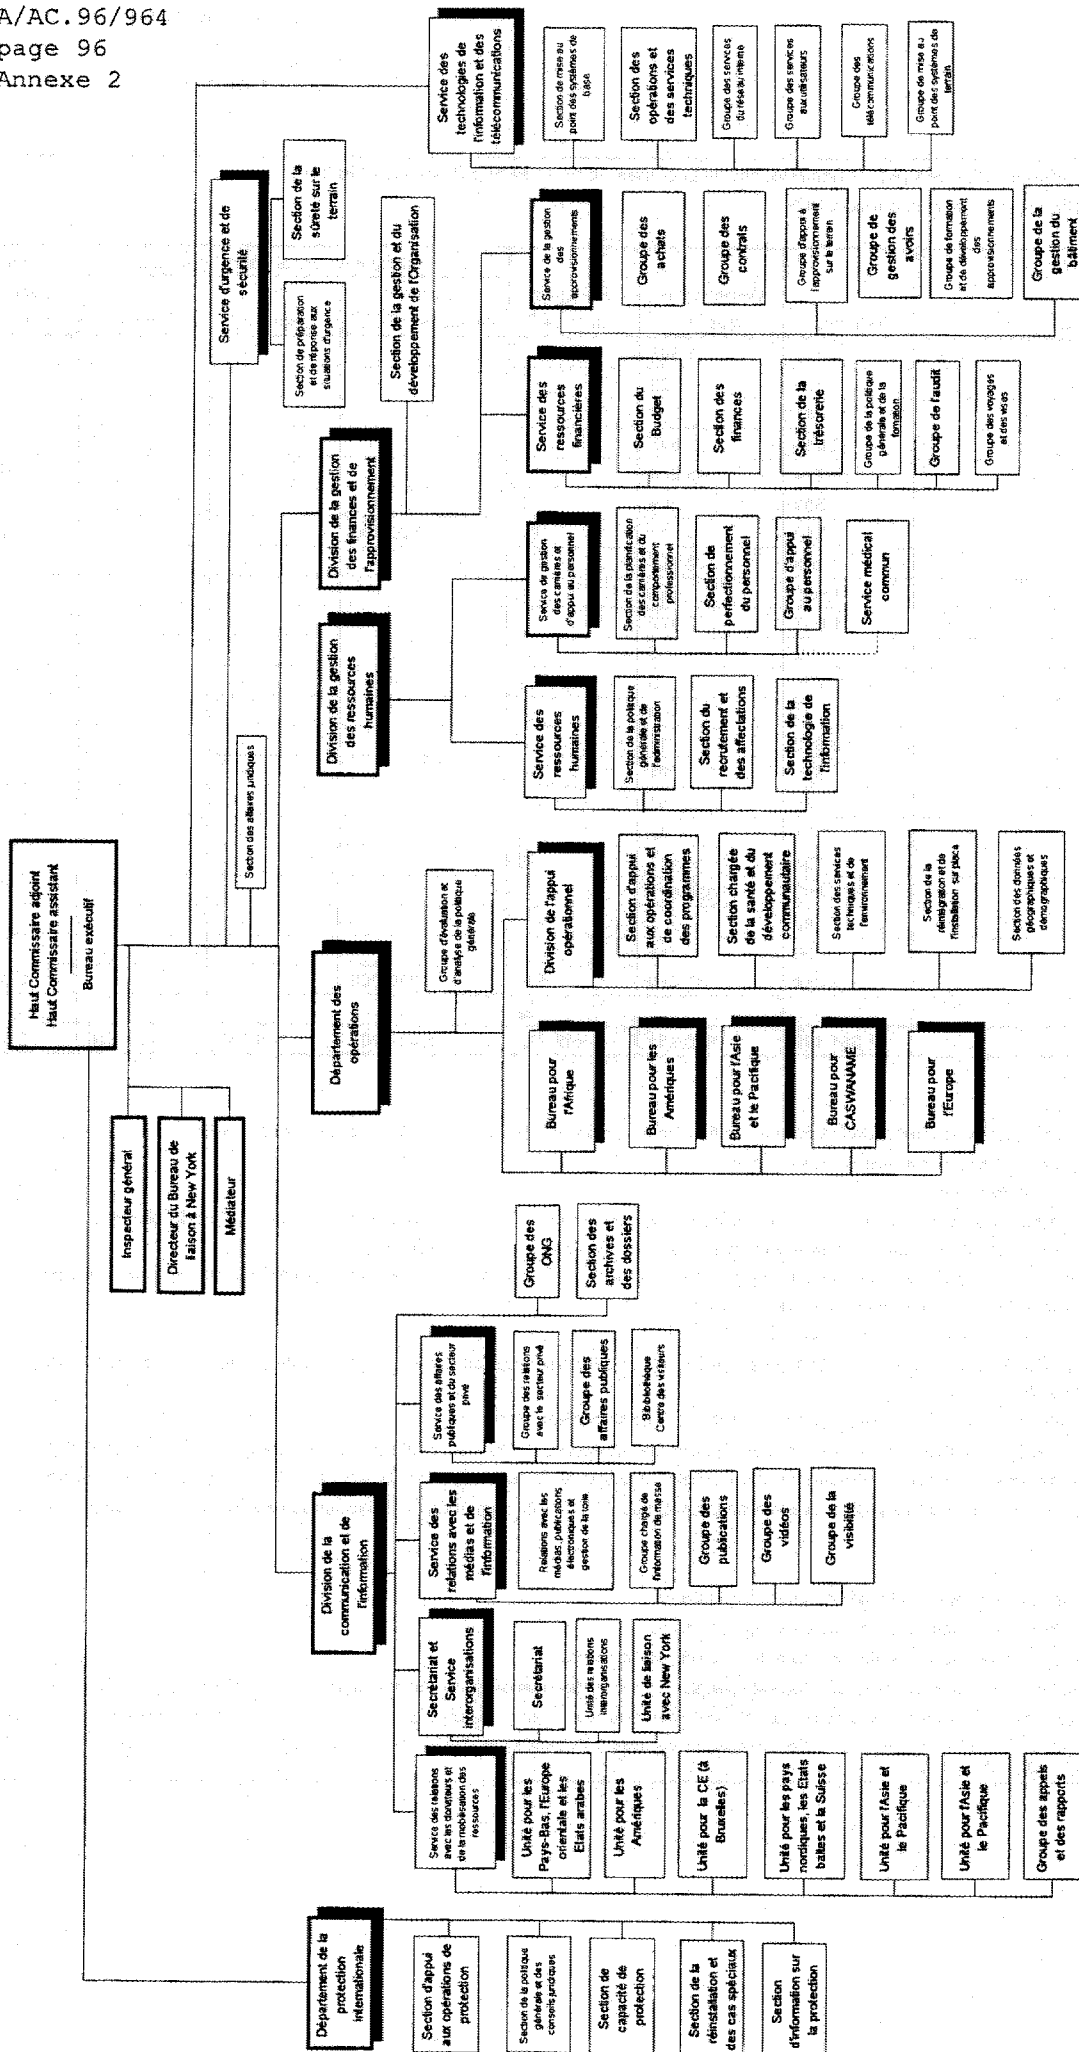 A/AC.96/964
page 96
Annexe 2
Haut Commissaire adjoint
Haut Commissaire assistant
Bureau exécutif
Inspecteur général
Directeur du Bureau de
liaison à New York
Médiateur
Section des affaires juridiques
Service d'urgence et de
sécurité
Section de préparation
et de réponse aux
situations d'urgence
Section de la
sûreté sur le
terrain
Département de la
protection
internationale
Section d'appui
aux opérations de
protection
Section de la politique
générale et des
conseils juridiques
Section de
capacité de
protection
Section de la
réinstallation et
des cas spéciaux
Section
d'information sur
la protection
Division de la
communication et de
l'information
Service des relations
avec les donateurs et
de la mobilisation des
ressources
Unité pour les
Pays-Bas, l'Europe
orientale et les
Etats arabes
Unité pour les
Amériques
Unité pour la CE (à
Bruxelles)
Unité pour les pays
nordiques, les Etats
baltes et la Suisse
Unité pour l'Asie et
le Pacifique
Unité pour l'Asie et
le Pacifique
Groupe des appels
et des rapports
Secrétariat et
Service
interorganisations
Secrétariat
Unité des relations
interorganisations
Unité de liaison
avec New York
Service des
relations avec les
médias et de
l'information
Relations avec les
médias, publications
électroniques et
gestion de la toile
Groupe chargé de
l'information de masse
Groupe des
publications
Groupe des
vidéos
Groupe de la
visibilité
Service des affaires
publiques et du secteur
privé
Groupe des relations
avec le secteur privé
Groupe des
affaires publiques
Bibliothèque
Centre des visiteurs
Groupe des
ONG
Section des
archives et
des dossiers
Département des
opérations
Groupe d'évaluation et
d'analyse de la politique
générale
Bureau pour
l'Afrique
Bureau pour les
Amériques
Bureau pour l'Asie
et le Pacifique
Bureau pour
CASWANAME
Bureau pour
l'Europe
Division de l'appui
opérationnel
Section d'appui
aux opérations et
de coordination
des programmes
Section chargée
de la santé et du
développement
communautaire
Section des services
techniques et de
l'environnement
Section de la
réintégration et de
l'installation sur place
Section des données
géographiques et
démographiques
Division de la gestion
des ressources
humaines
Service des
ressources
humaines
Section de la politique
générale et de
l'administration
Section du
recrutement et
des affectations
Section de la
technologie de
l'information
Service de gestion
des carrières et
d'appui au personnel
Section de la planification
des carrières et du
comportement
professionnel
Section de
perfectionnement
du personnel
Groupe d'appui
au personnel
Service médical
commun
Division de la gestion
des finances et de
l'approvisionnement
Section de la gestion et du
développement de l'Organisation
Service des
ressources
financières
Section du
Budget
Section des
finances
Section de la
trésorerie
Groupe de la politique
générale et de la
formation
Groupe de l'audit
Groupe des voyages
et des visas
Service de la gestion
des
approvisionnements
Groupe des
achats
Groupe des
contrats
Groupe d'appui à
l'approvisionnement
sur le terrain
Groupe de
gestion des
avoirs
Groupe de formation
et de développement
des
approvisionnements
Groupe de la
gestion du
bâtiment
Service des
technologies de
l'information et des
télécommunications
Section de mise au
point des systèmes de
base
Section des
opérations et
des services
techniques
Groupe des services
du réseau interne
Groupe des services
aux utilisateurs
Groupe des
télécommunications
Groupe de mise au
point des systèmes de
terrain